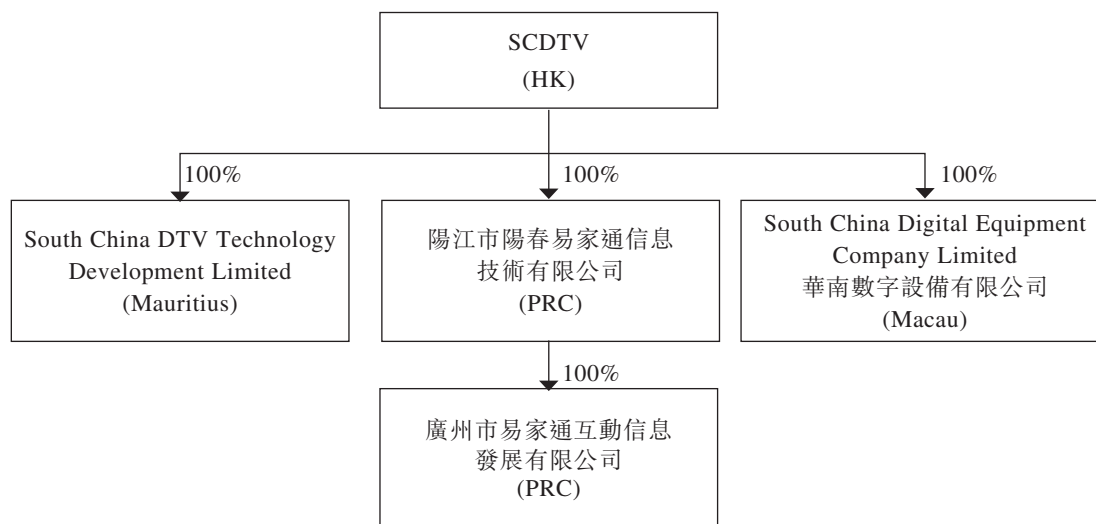 SCDTV
(HK)
100%
100%
100%
South China DTV Technology
Development Limited
(Mauritius)
陽江市陽春易家通信息
技術有限公司
(PRC)
South China Digital Equipment
Company Limited
華南數字設備有限公司
(Macau)
100%
廣州市易家通互動信息
發展有限公司
(PRC)